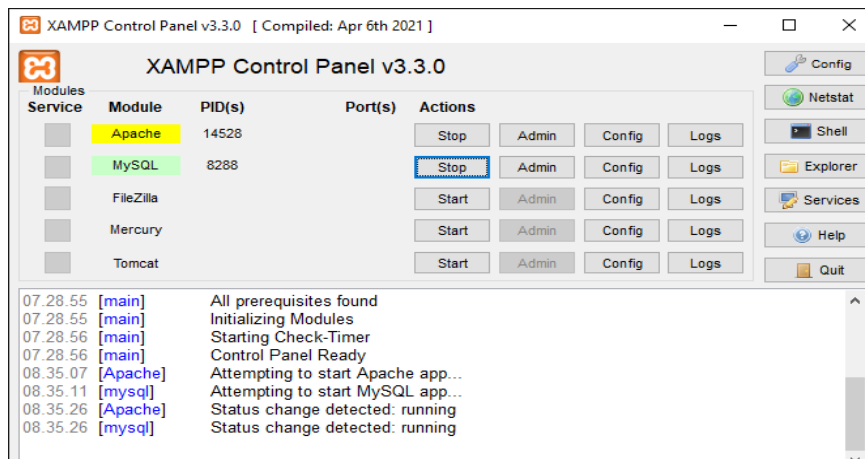 XAMPP Control Panel v3.3.0 [ Compiled: Apr 6th 2021 ]
XAMPP Control Panel v3.3.0
Config
Modules
Service Module PID(s) Port(s) Actions
Netstat
Apache 14528 Stop Admin Config Logs
Shell
MySQL 8288 Stop Admin Config Logs
Explorer
FileZilla Start Admin Config Logs
Services
Mercury Start Admin Config Logs
Help
Tomcat Start Admin Config Logs
Quit
07.28.55 [main] All prerequisites found
07.28.55 [main] Initializing Modules
07.28.56 [main] Starting Check-Timer
07.28.56 [main] Control Panel Ready
08.35.07 [Apache] Attempting to start Apache app...
08.35.11 [mysql] Attempting to start MySQL app...
08.35.26 [Apache] Status change detected: running
08.35.26 [mysql] Status change detected: running